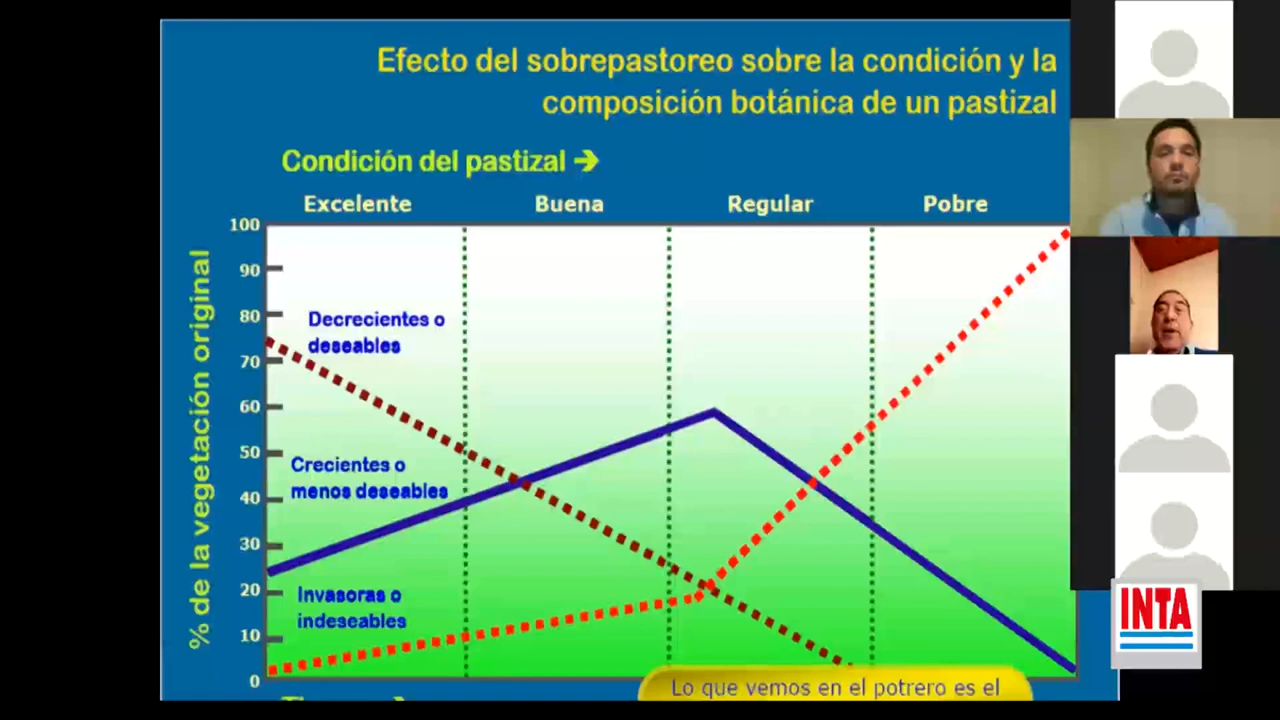 Efecto del sobrepastoreo sobre la condición y la
composición botánica de un pastizal
Condición del pastizal →
Excelente
Buena
Regular
Pobre
% de la vegetación original
100
90
80
70
60
50
40
30
20
10
0
Decrecientes o
deseables
Crecientes o
menos deseables
Invasoras o
indeseables
Lo que vemos en el potrero es el
INTA